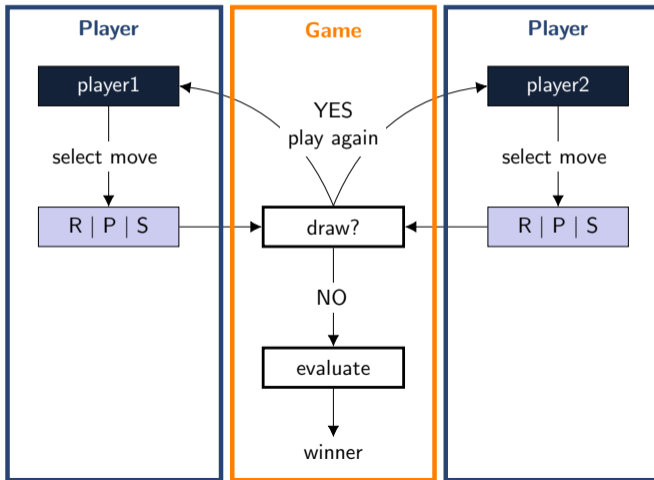 Player
Game
Player
player1
player2
YES
play again
select move
select move
R | P | S
draw?
R | P | S
NO
evaluate
winner